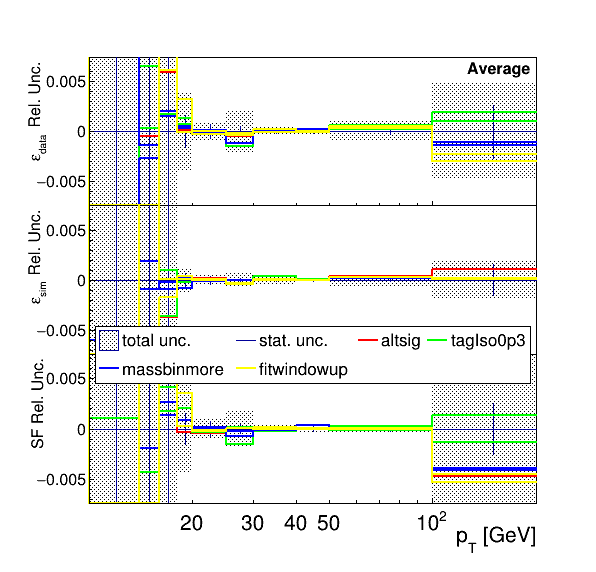 Average
ε_data Rel. Unc.
0.005
0
−0.005
ε_sim Rel. Unc.
0.005
0
−0.005
total unc. stat. unc. altsig tagIso0p3
massbinmore fitwindowup
SF Rel. Unc.
0.005
0
−0.005
20 30 40 50 10²
p_T [GeV]